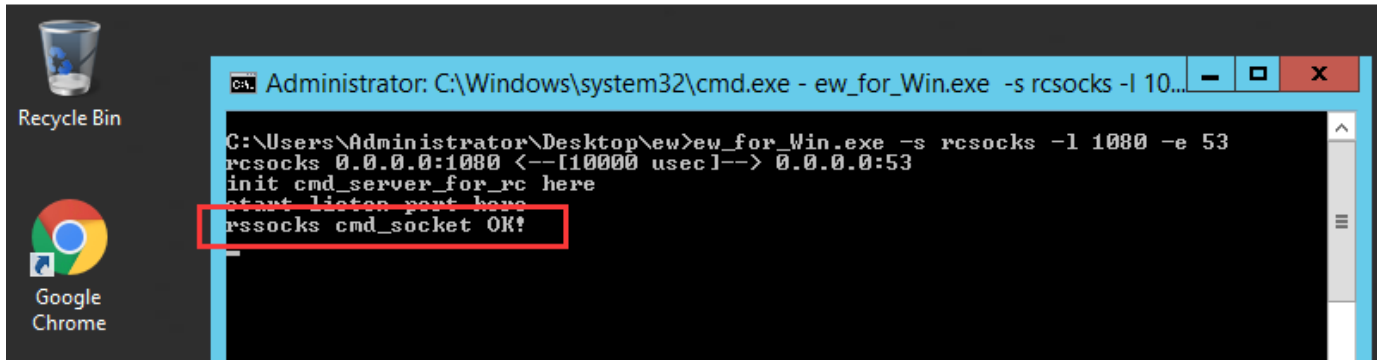 Recycle Bin
Administrator: C:\Windows\system32\cmd.exe - ew_for_Win.exe -s rcsocks -l 10...
C:\Users\Administrator\Desktop\ew>ew_for_Win.exe -s rcsocks -l 1080 -e 53
rcsocks 0.0.0.0:1080 <--[10000 usec]--> 0.0.0.0:53
init cmd_server_for_rc here
start listen port here
rssocks cmd_socket OK!
Google
Chrome